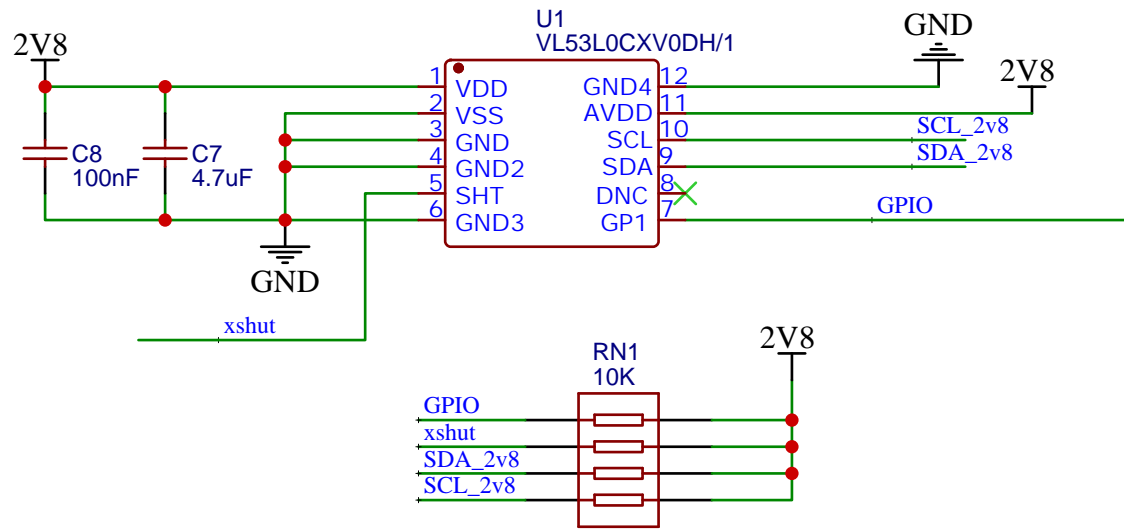 2V8
C8
100nF
C7
4.7uF
GND
xshut
U1
VL53L0CXV0DH/1
1 VDD
2 VSS
3 GND
4 GND2
5 SHT
6 GND3
GND4 12
AVDD 11
SCL 10
SDA 9
DNC 8
GP1 7
GND
2V8
SCL_2v8
SDA_2v8
GPIO
RN1
10K
2V8
GPIO
xshut
SDA_2v8
SCL_2v8